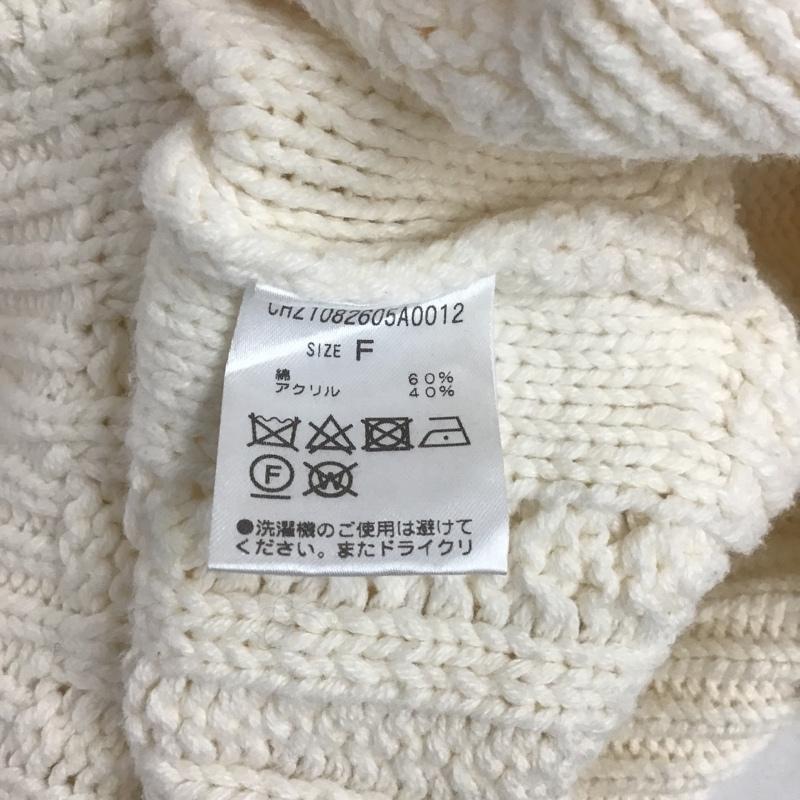 CH21082605A0012
SIZE F
綿 60%
アクリル 40%
F W
●洗濯機のご使用は避けて
ください。またドライクリ